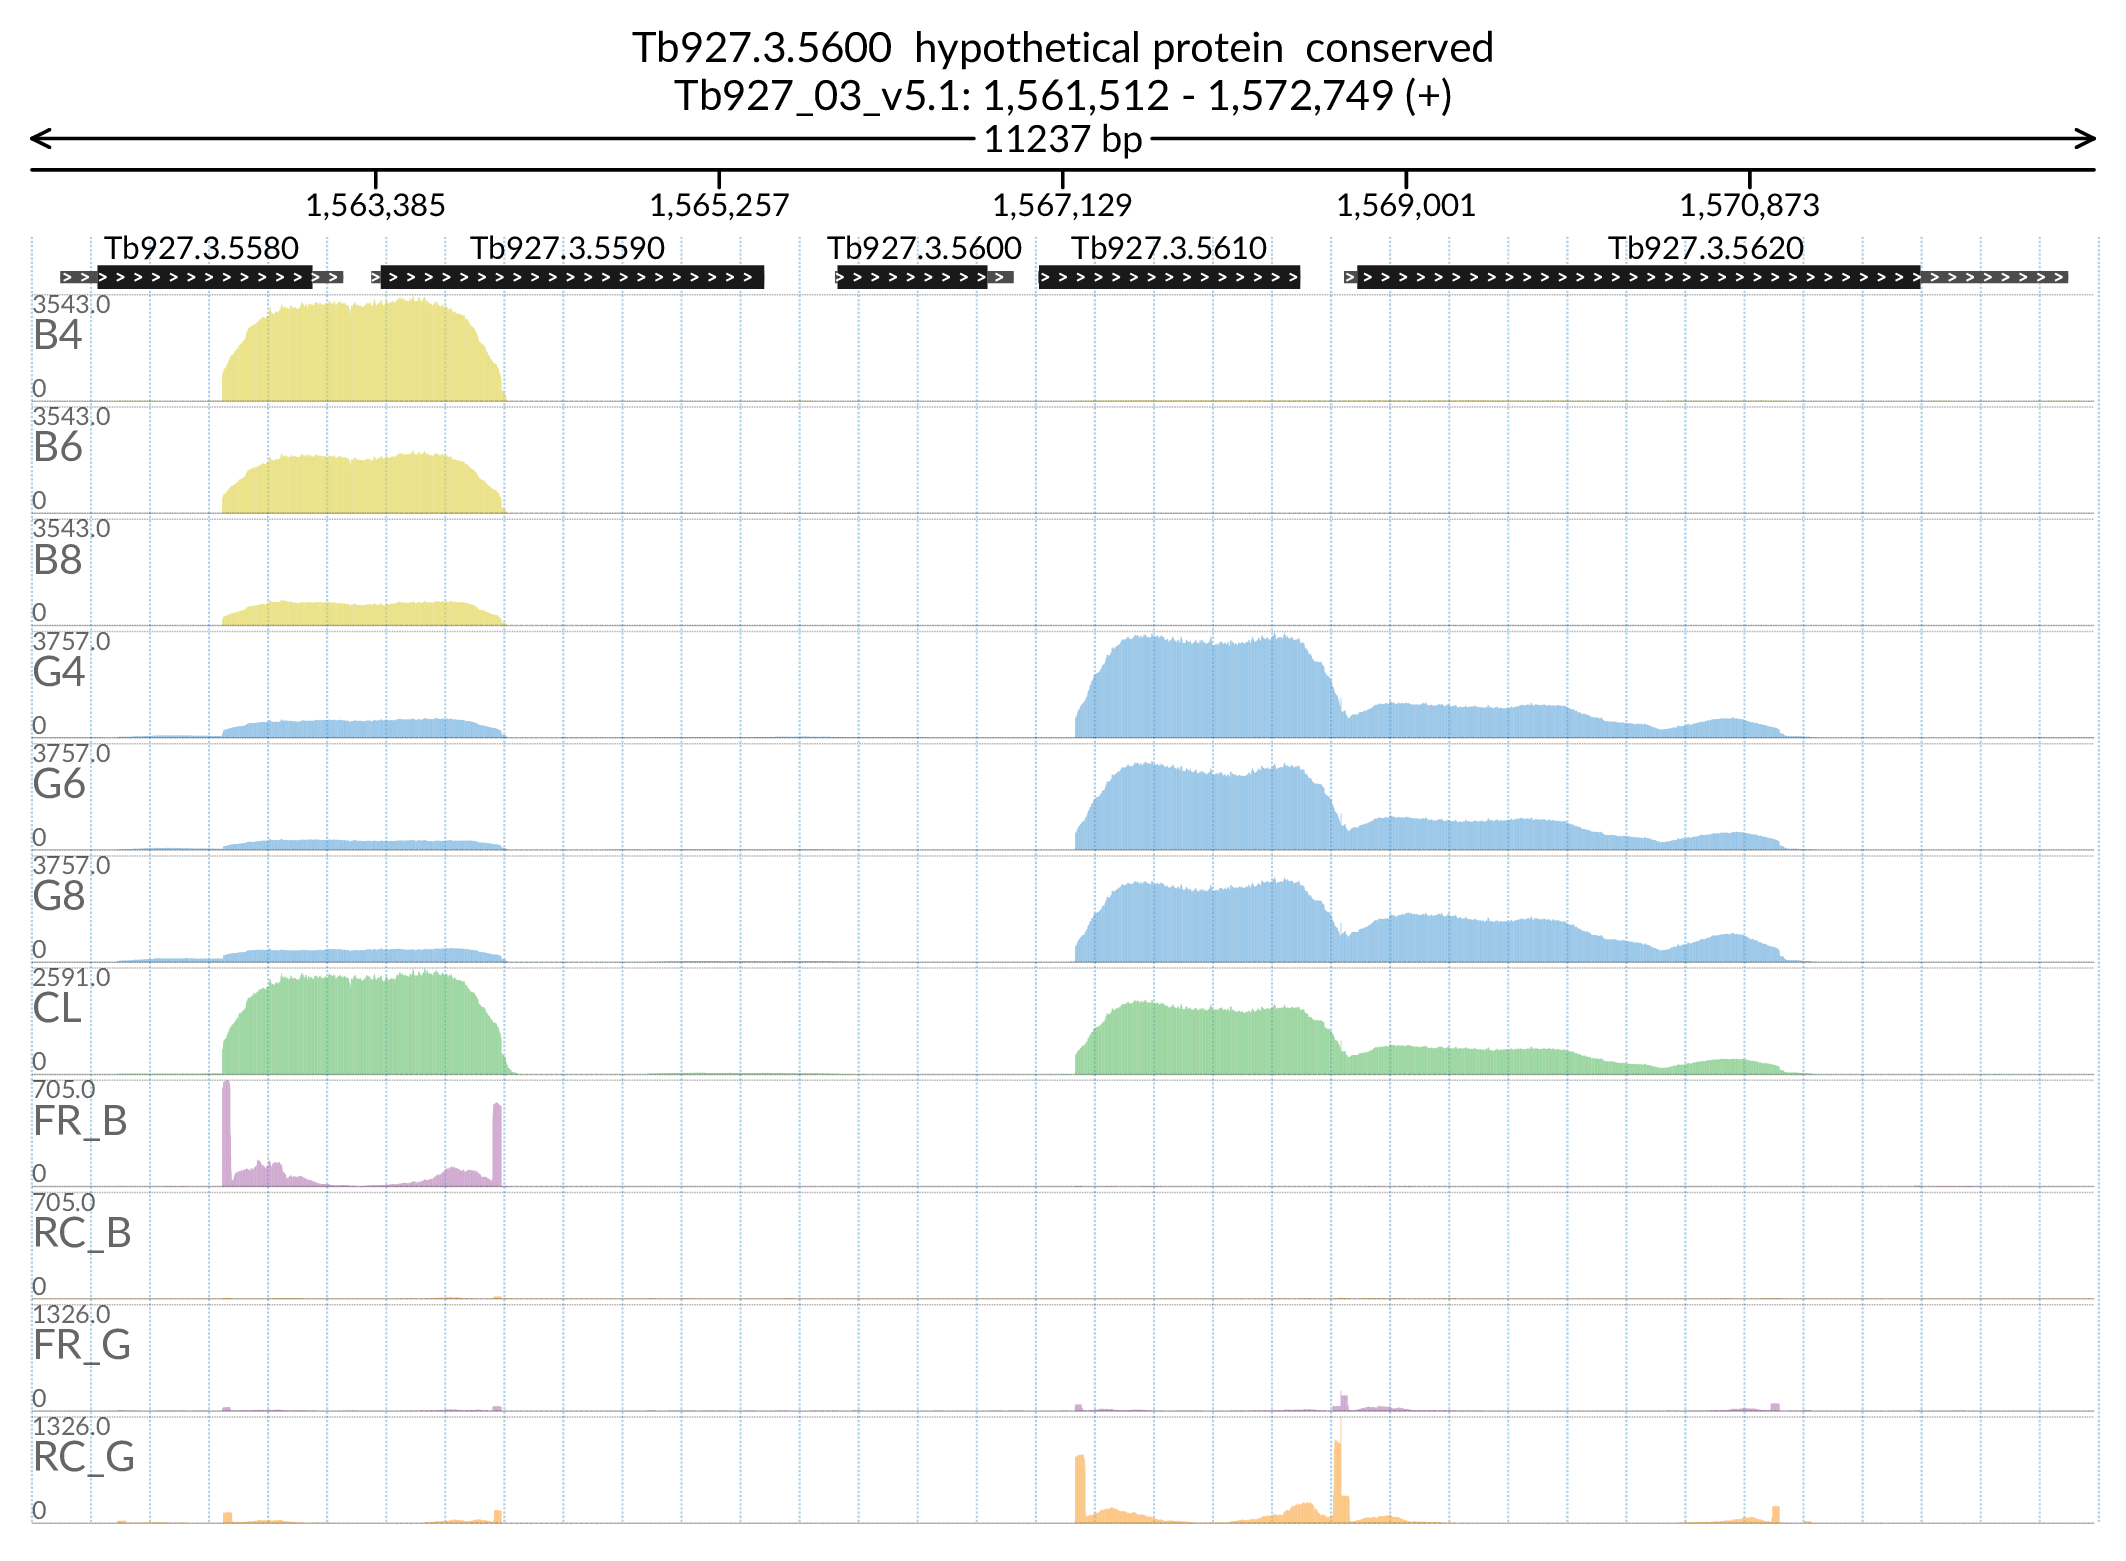 Tb927.3.5600  hypothetical protein  conserved
Tb927_03_v5.1: 1,561,512 - 1,572,749 (+)
11237 bp
1,563,385 1,565,257 1,567,129 1,569,001 1,570,873
Tb927.3.5580 Tb927.3.5590 Tb927.3.5600 Tb927.3.5610 Tb927.3.5620
3543.0
B4
0
3543.0
B6
0
3543.0
B8
0
3757.0
G4
0
3757.0
G6
0
3757.0
G8
0
2591.0
CL
0
705.0
FR_B
0
705.0
RC_B
0
1326.0
FR_G
0
1326.0
RC_G
0